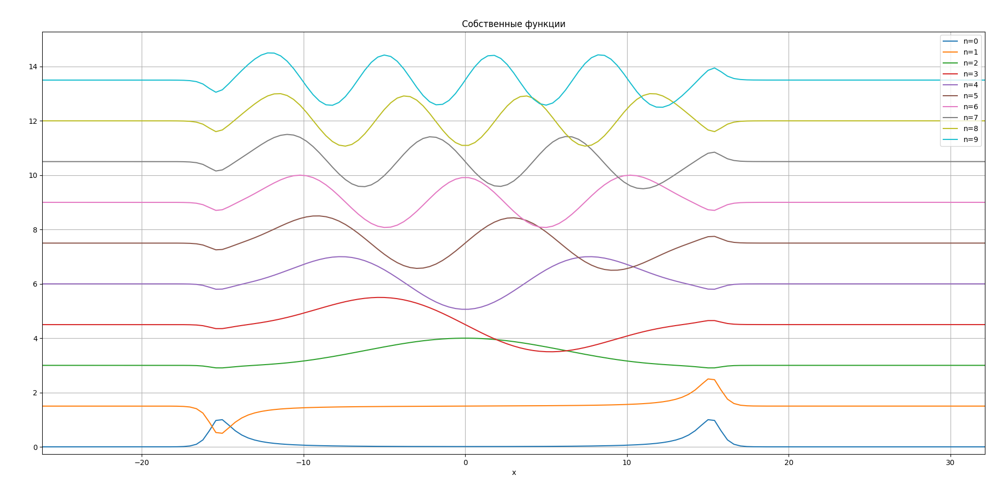 Собственные функции
n=0
n=1
n=2
n=3
n=4
n=5
n=6
n=7
n=8
n=9
14
12
10
8
6
4
2
0
−20
−10
0
10
20
30
x